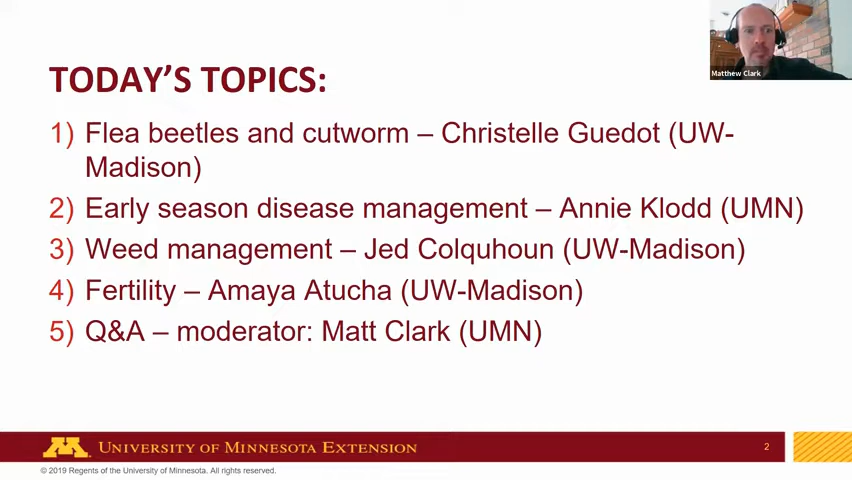 Matthew Clark
TODAY'S TOPICS:
1) Flea beetles and cutworm – Christelle Guedot (UW-
Madison)
2) Early season disease management – Annie Klodd (UMN)
3) Weed management – Jed Colquhoun (UW-Madison)
4) Fertility – Amaya Atucha (UW-Madison)
5) Q&A – moderator: Matt Clark (UMN)
M UNIVERSITY OF MINNESOTA EXTENSION
2
© 2019 Regents of the University of Minnesota. All rights reserved.